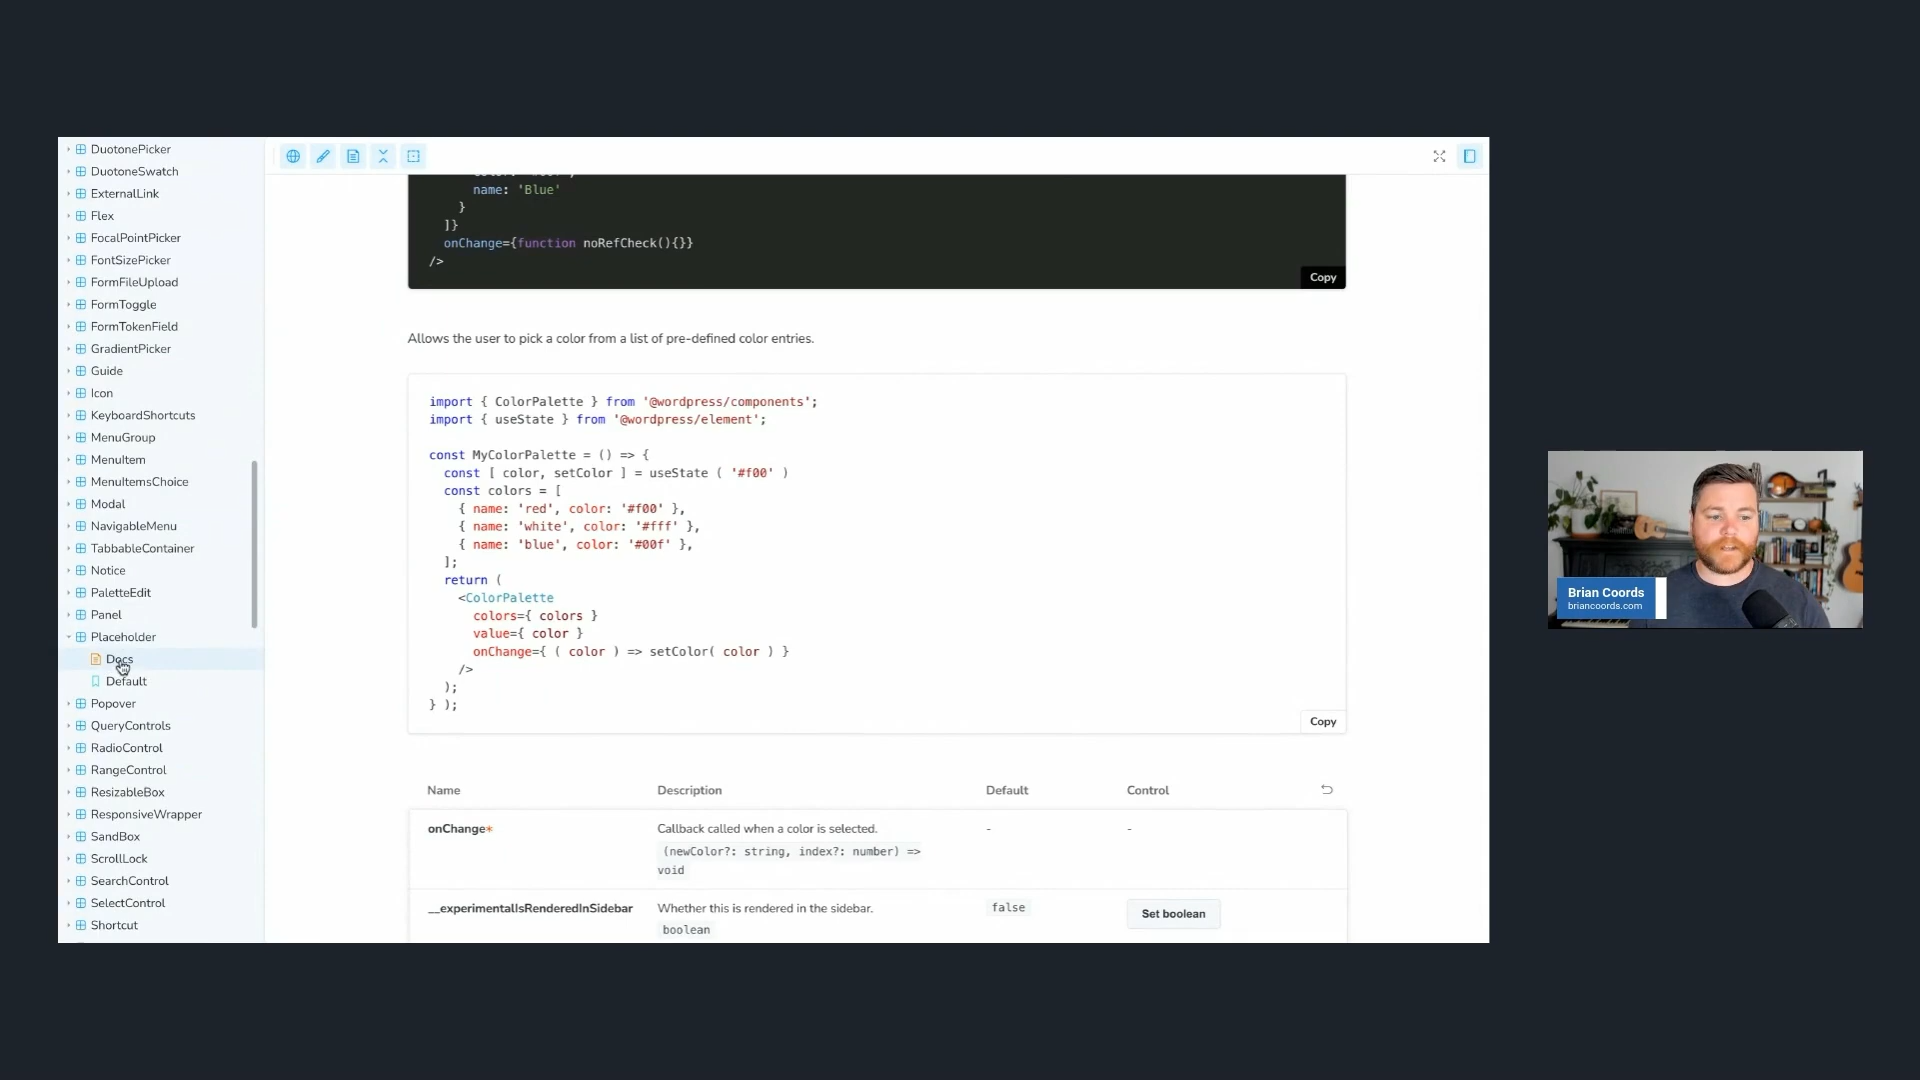 DuotonePicker
DuotoneSwatch
ExternalLink
Flex
FocalPointPicker
FontSizePicker
FormFileUpload
FormToggle
FormTokenField
GradientPicker
Guide
Icon
KeyboardShortcuts
MenuGroup
MenuItem
MenuItemsChoice
Modal
NavigableMenu
TabbableContainer
Notice
PaletteEdit
Panel
Placeholder
Docs
Default
Popover
QueryControls
RadioControl
RangeControl
ResizableBox
ResponsiveWrapper
SandBox
ScrollLock
SearchControl
SelectControl
Shortcut
name: 'Blue'
}
]}
onChange={function noRefCheck(){}}
/>
Copy
Allows the user to pick a color from a list of pre-defined color entries.
import { ColorPalette } from '@wordpress/components';
import { useState } from '@wordpress/element';
const MyColorPalette = () => {
const [ color, setColor ] = useState ( '#f00' )
const colors = [
{ name: 'red', color: '#f00' },
{ name: 'white', color: '#fff' },
{ name: 'blue', color: '#00f' },
];
return (
<ColorPalette
colors={ colors }
value={ color }
onChange={ ( color ) => setColor( color ) }
/>
);
} );
Copy
Name Description Default Control
onChange* Callback called when a color is selected. - -
(newColor?: string, index?: number) =>
void
__experimentalIsRenderedInSidebar Whether this is rendered in the sidebar. false Set boolean
boolean
Brian Coords
briancoords.com